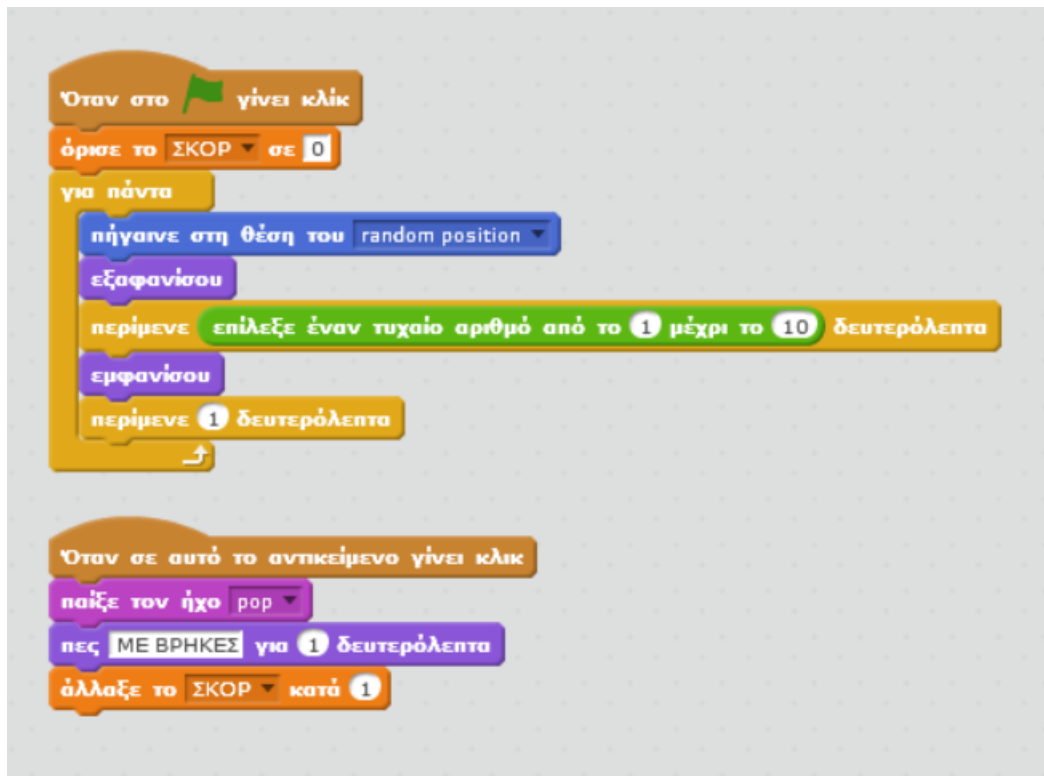 Όταν στο γίνει κλίκ
όρισε το ΣΚΟΡ σε 0
για πάντα
πήγαινε στη θέση του random position
εξαφανίσου
περίμενε επίλεξε έναν τυχαίο αριθμό από το 1 μέχρι το 10 δευτερόλεπτα
εμφανίσου
περίμενε 1 δευτερόλεπτα
Όταν σε αυτό το αντικείμενο γίνει κλικ
παίξε τον ήχο pop
πες ΜΕ ΒΡΗΚΕΣ για 1 δευτερόλεπτα
άλλαξε το ΣΚΟΡ κατά 1